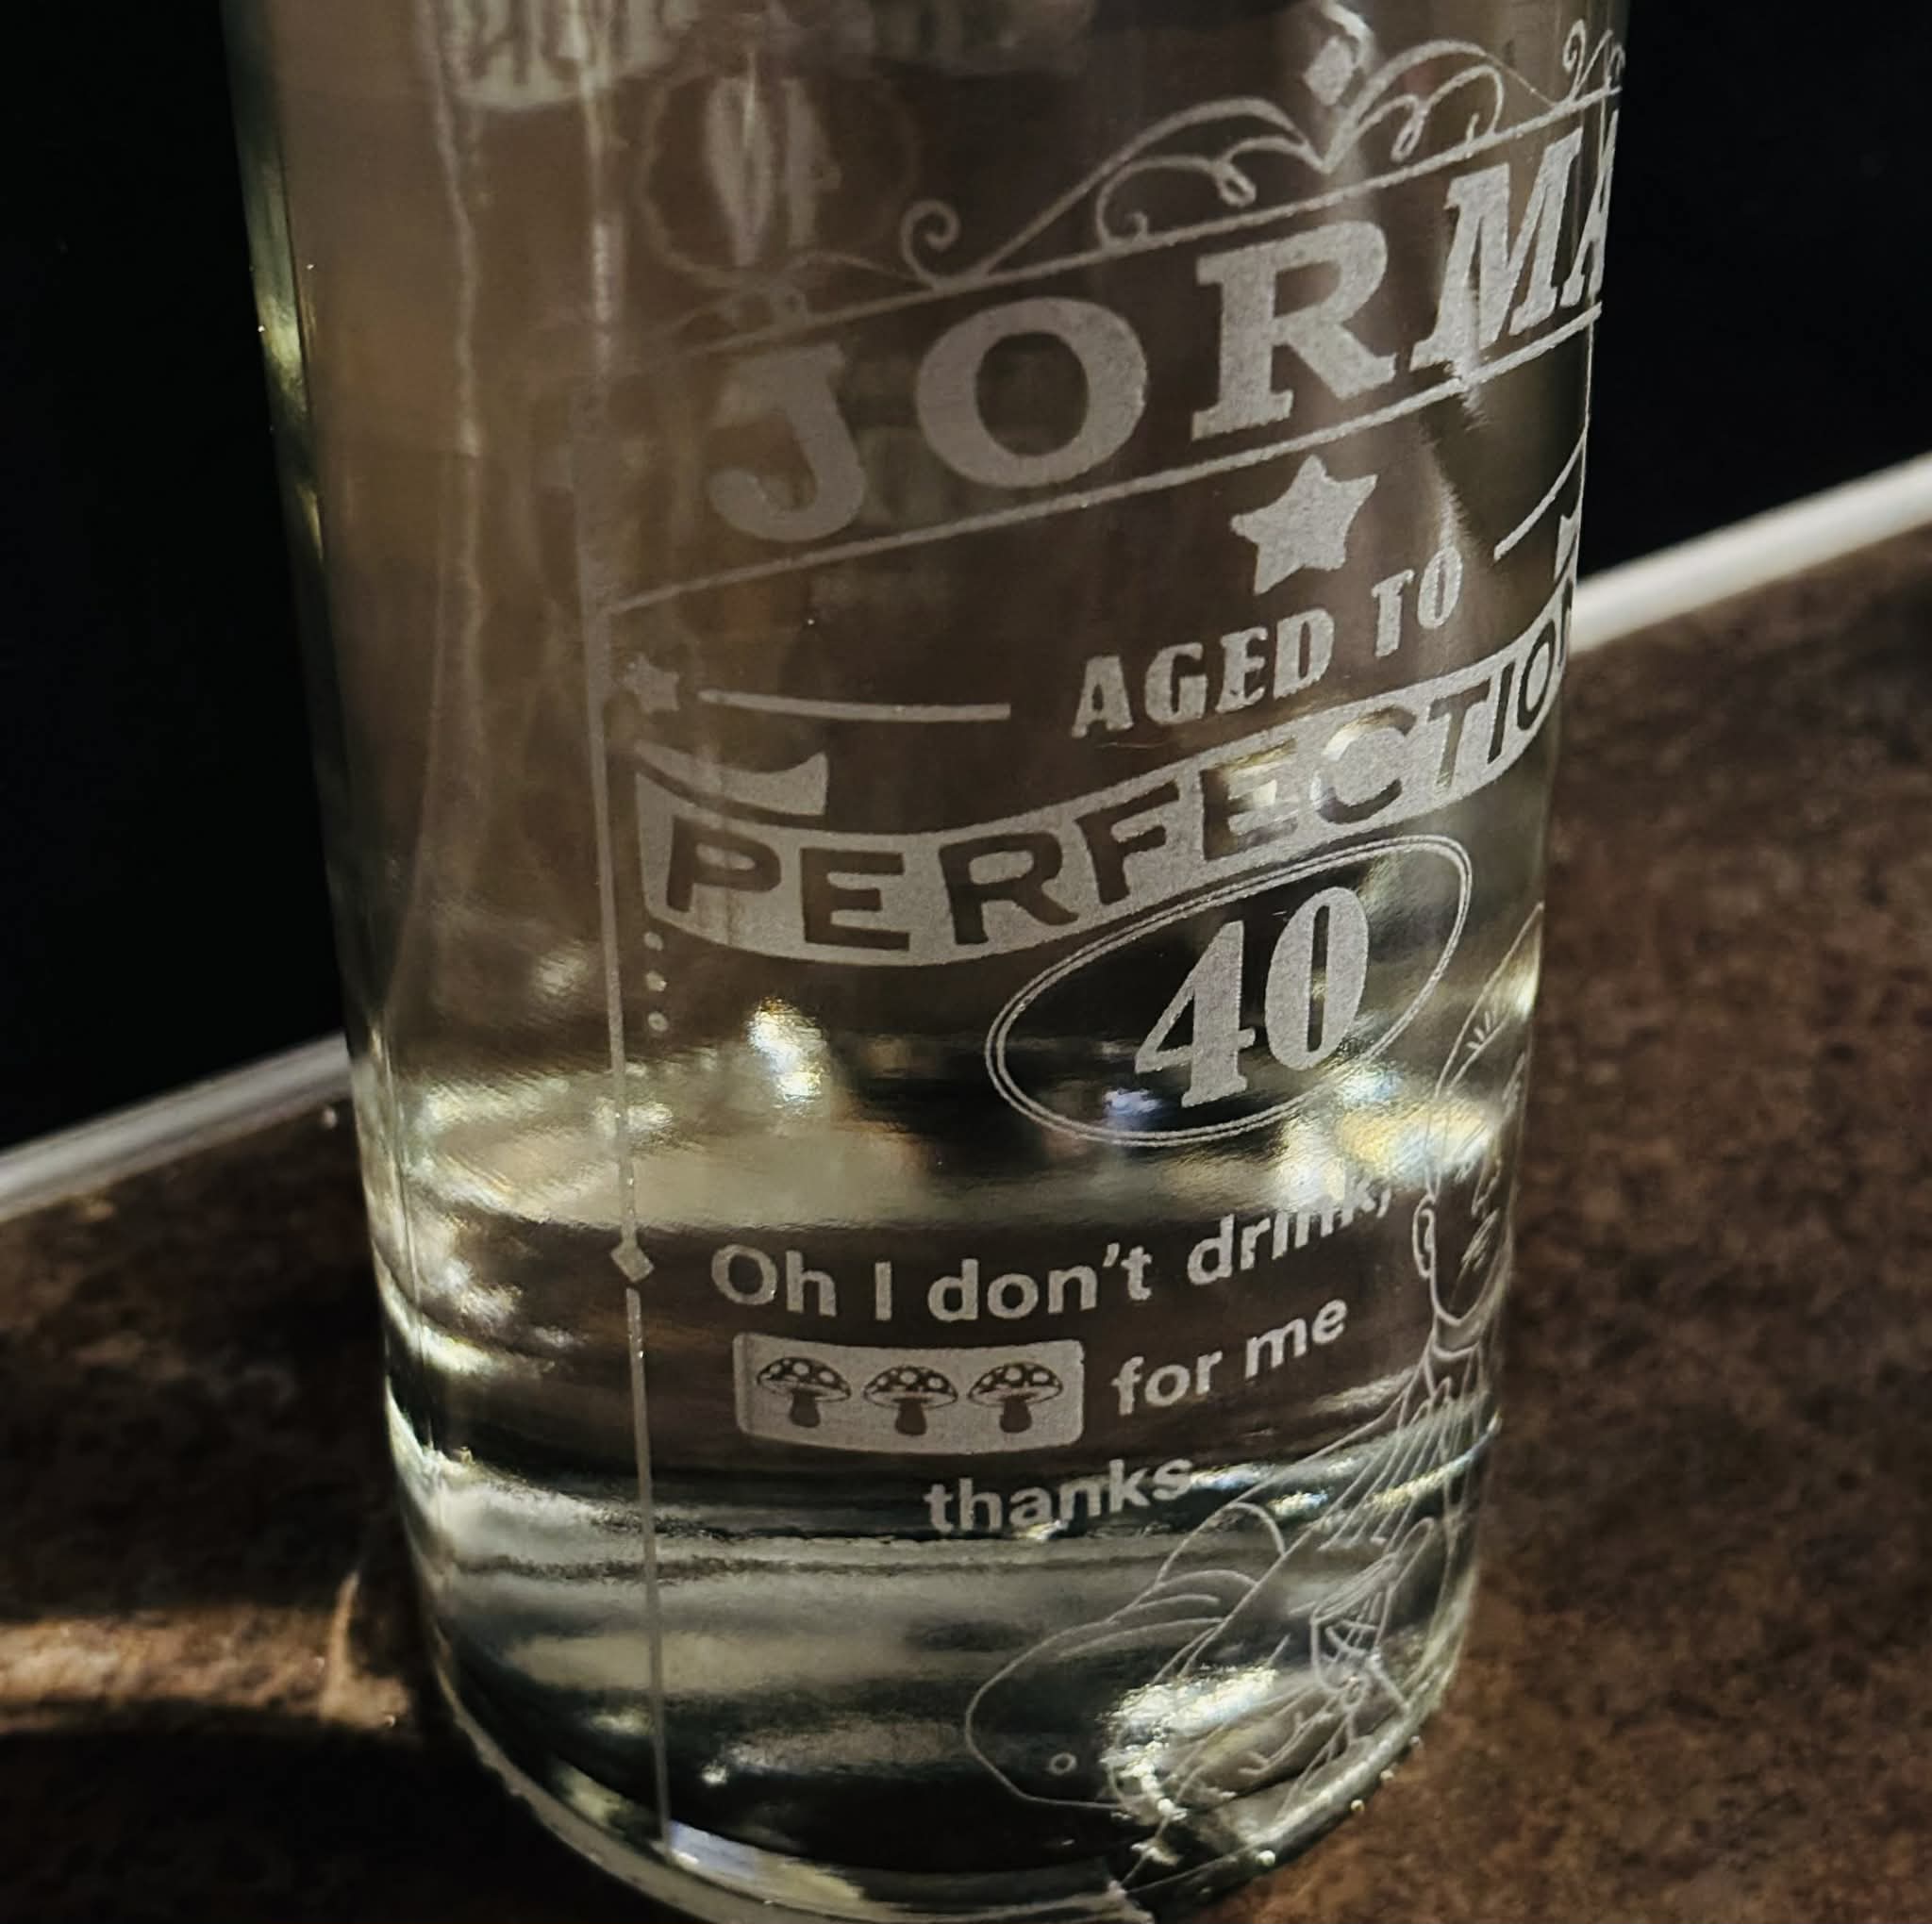 JORMA
AGED TO
PERFECTION
40
Oh I don't drink,
for me
thanks